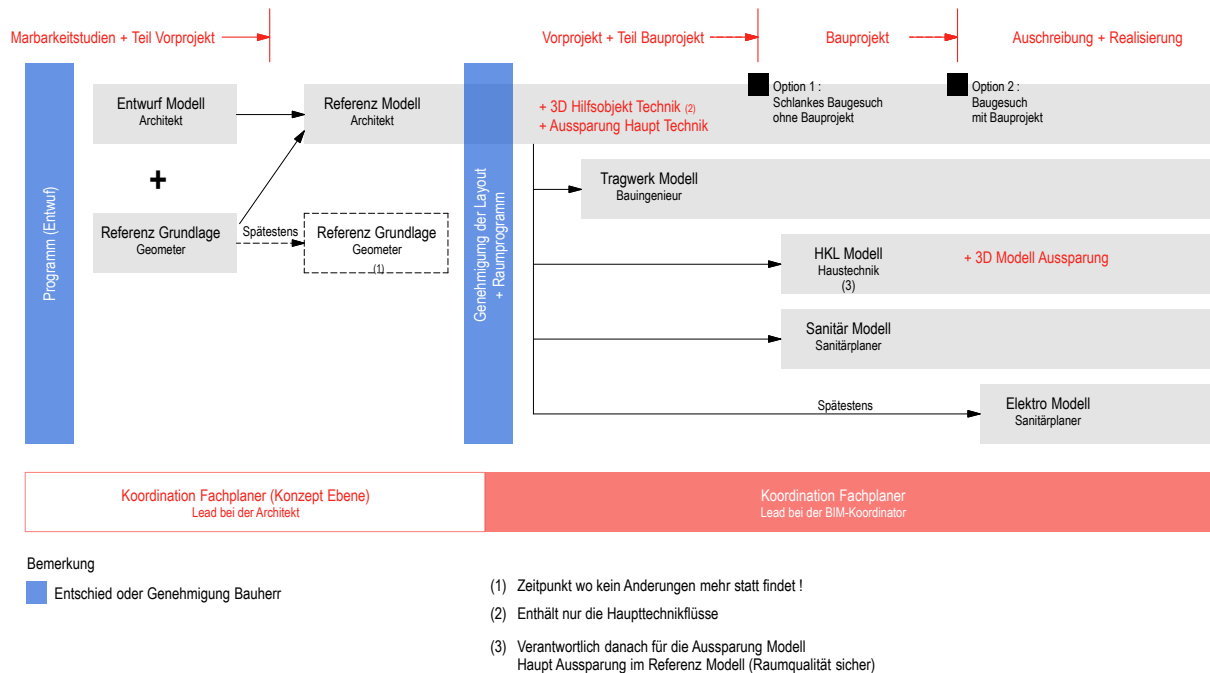 Marbarkeitstudien + Teil Vorprojekt
Vorprojekt + Teil Bauprojekt
Bauprojekt
Auschreibung + Realisierung
Programm (Entwurf)
Entwurf Modell
Architekt
+
Referenz Grundlage
Geometer
Spätestens
Referenz Modell
Architekt
Referenz Grundlage
Geometer
(1)
Genehmigung der Layout
+ Raumprogramm
+ 3D Hilfsobjekt Technik (2)
+ Aussparung Haupt Technik
Option 1 :
Schlankes Baugesuch
ohne Bauprojekt
Option 2 :
Baugesuch
mit Bauprojekt
Tragwerk Modell
Bauingenieur
HKL Modell
Haustechnik
(3)
+ 3D Modell Aussparung
Sanitär Modell
Sanitärplaner
Spätestens
Elektro Modell
Sanitärplaner
Koordination Fachplaner (Konzept Ebene)
Lead bei der Architekt
Koordination Fachplaner
Lead bei der BIM-Koordinator
Bemerkung
Entschied oder Genehmigung Bauherr
(1) Zeitpunkt wo kein Anderungen mehr statt findet !
(2) Enthält nur die Haupttechnikflüsse
(3) Verantwortlich danach für die Aussparung Modell
Haupt Aussparung im Referenz Modell (Raumqualität sicher)